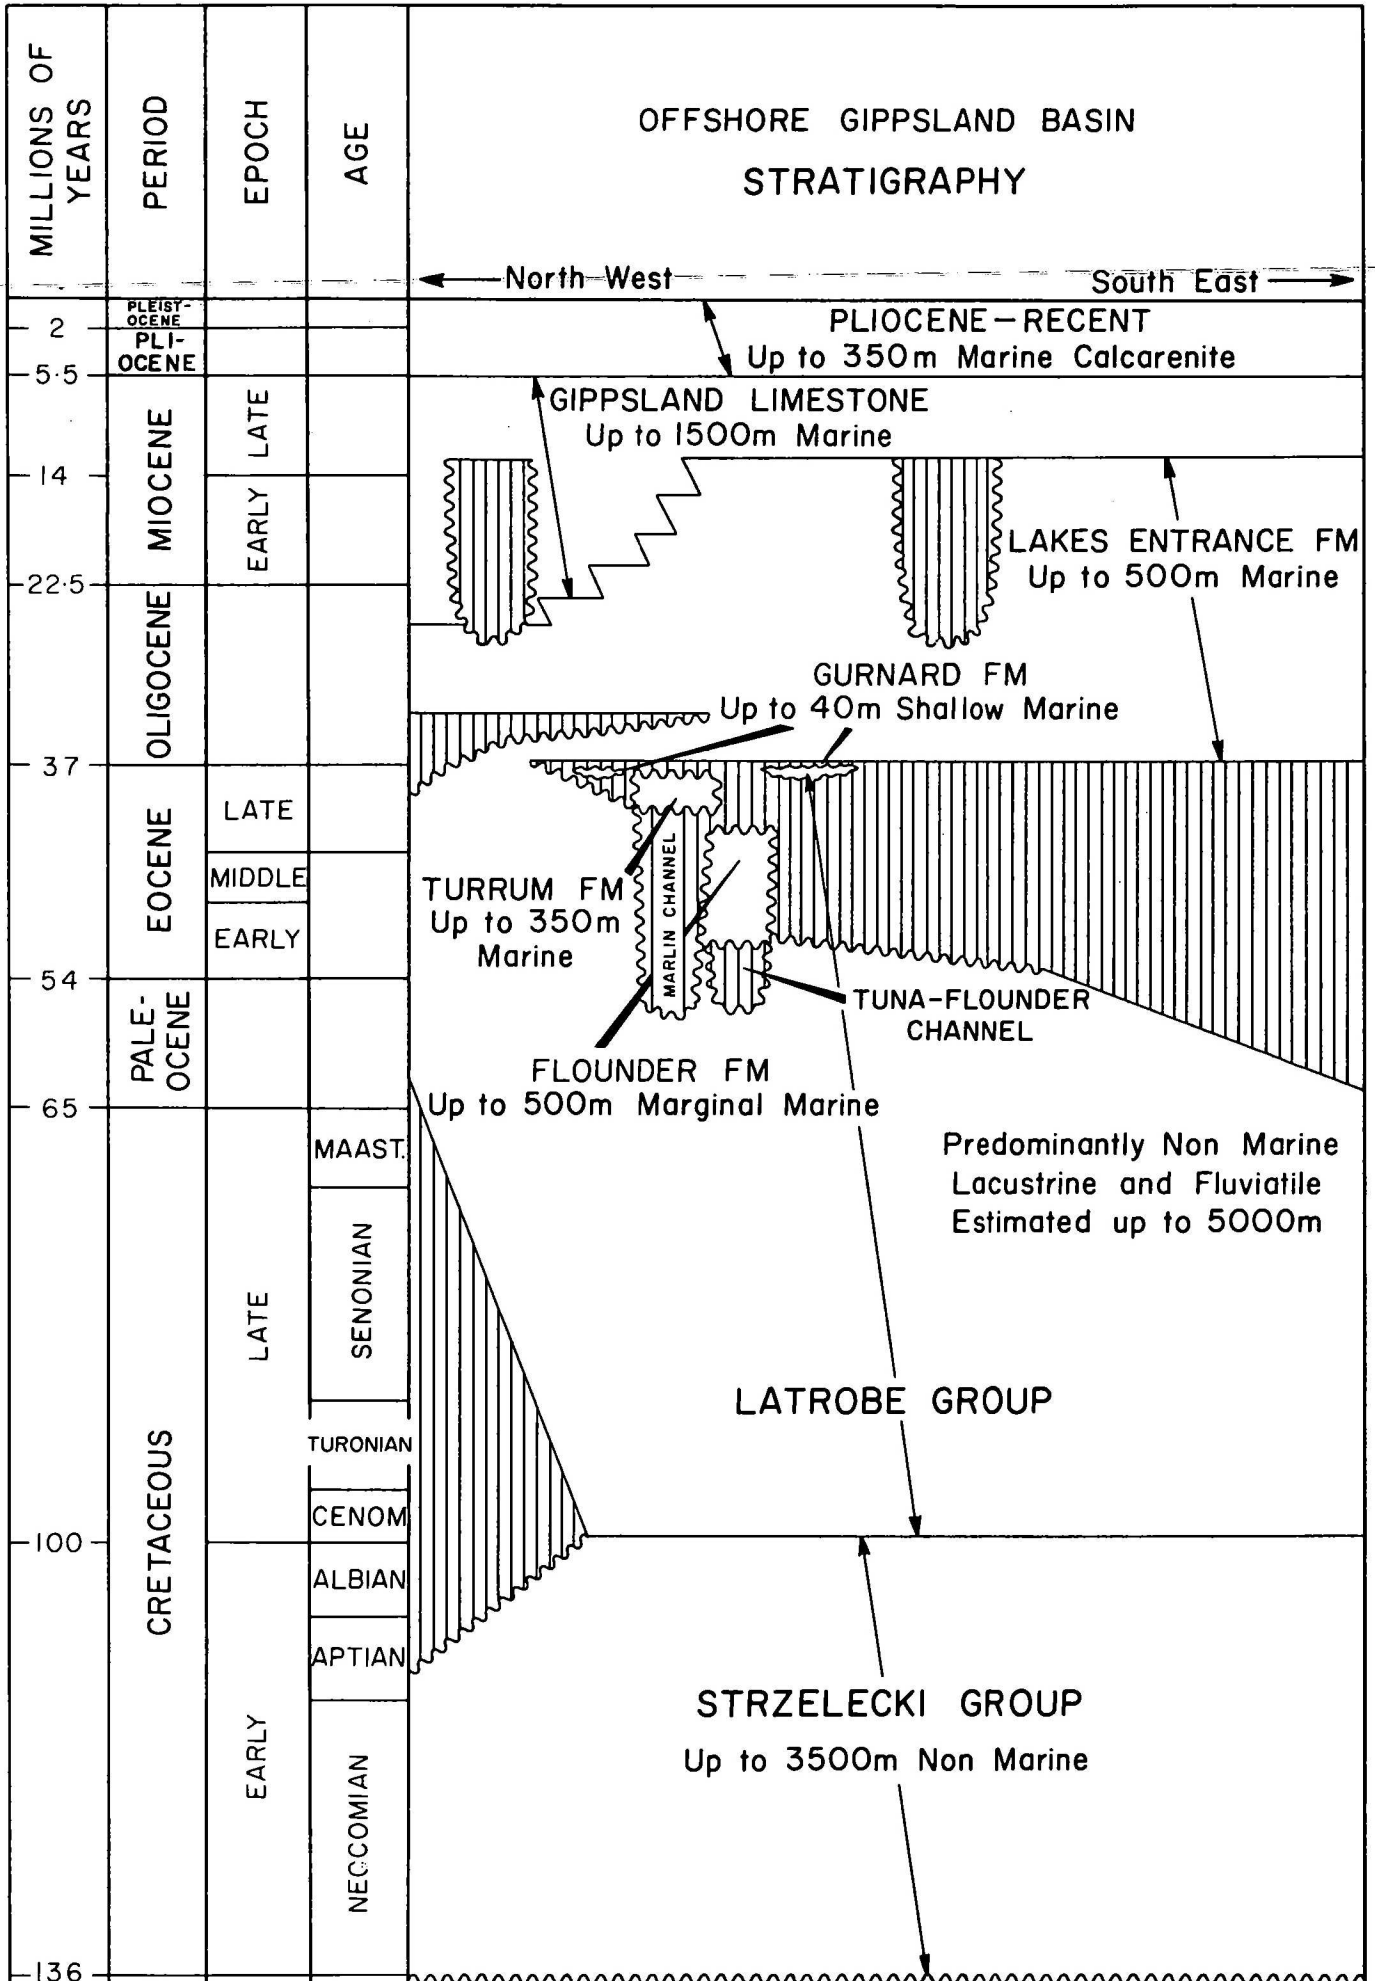 MILLIONS OF
YEARS
PERIOD
EPOCH
AGE
OFFSHORE GIPPSLAND BASIN
STRATIGRAPHY
North West
South East
PLEIST-
OCENE
2
PLI-
OCENE
5·5
PLIOCENE-RECENT
Up to 350m Marine Calcarenite
MIOCENE
LATE
GIPPSLAND LIMESTONE
Up to 1500m Marine
14
EARLY
LAKES ENTRANCE FM
Up to 500m Marine
22·5
OLIGOCENE
GURNARD FM
Up to 40m Shallow Marine
37
EOCENE
LATE
MIDDLE
EARLY
TURRUM FM
Up to 350m
Marine
MARLIN CHANNEL
54
TUNA-FLOUNDER
CHANNEL
PALE-
OCENE
FLOUNDER FM
Up to 500m Marginal Marine
65
CRETACEOUS
LATE
MAAST.
Predominantly Non Marine
Lacustrine and Fluviatile
Estimated up to 5000m
SENONIAN
LATROBE GROUP
TURONIAN
CENOM
100
EARLY
ALBIAN
APTIAN
STRZELECKI GROUP
Up to 3500m Non Marine
NEOCOMIAN
136